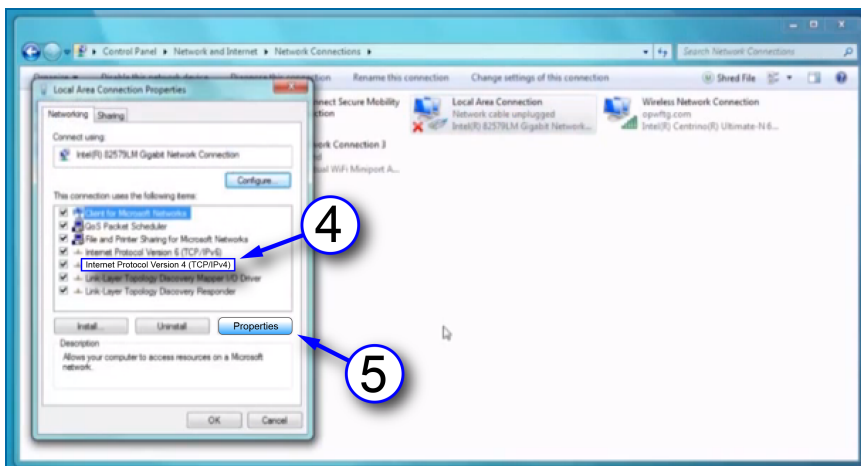 Control Panel ▸ Network and Internet ▸ Network Connections ▸
Search Network Connections
Organize Disable this network device Diagnose this connection Rename this connection Change settings of this connection Shred File
Local Area Connection Properties
Networking Sharing
Connect using:
Intel(R) 82579LM Gigabit Network Connection
Configure...
This connection uses the following items:
Client for Microsoft Networks
QoS Packet Scheduler
File and Printer Sharing for Microsoft Networks
Internet Protocol Version 6 (TCP/IPv6)
Internet Protocol Version 4 (TCP/IPv4)
Link-Layer Topology Discovery Mapper I/O Driver
Link-Layer Topology Discovery Responder
Install... Uninstall Properties
Description
Allows your computer to access resources on a Microsoft
network.
OK Cancel
4
5
nnect Secure Mobility
ction
work Connection 3
tual WiFi Miniport A...
Local Area Connection
Network cable unplugged
Intel(R) 82579LM Gigabit Network...
Wireless Network Connection
opwftg.com
Intel(R) Centrino(R) Ultimate-N 6...